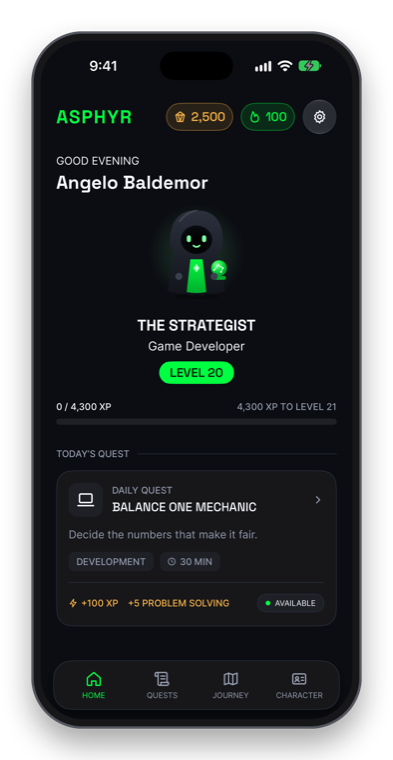 9:41
ASPHYR
2,500
100
GOOD EVENING
Angelo Baldemor
THE STRATEGIST
Game Developer
LEVEL 20
0 / 4,300 XP
4,300 XP TO LEVEL 21
TODAY'S QUEST
DAILY QUEST
BALANCE ONE MECHANIC
Decide the numbers that make it fair.
DEVELOPMENT
30 MIN
+100 XP
+5 PROBLEM SOLVING
AVAILABLE
HOME
QUESTS
JOURNEY
CHARACTER